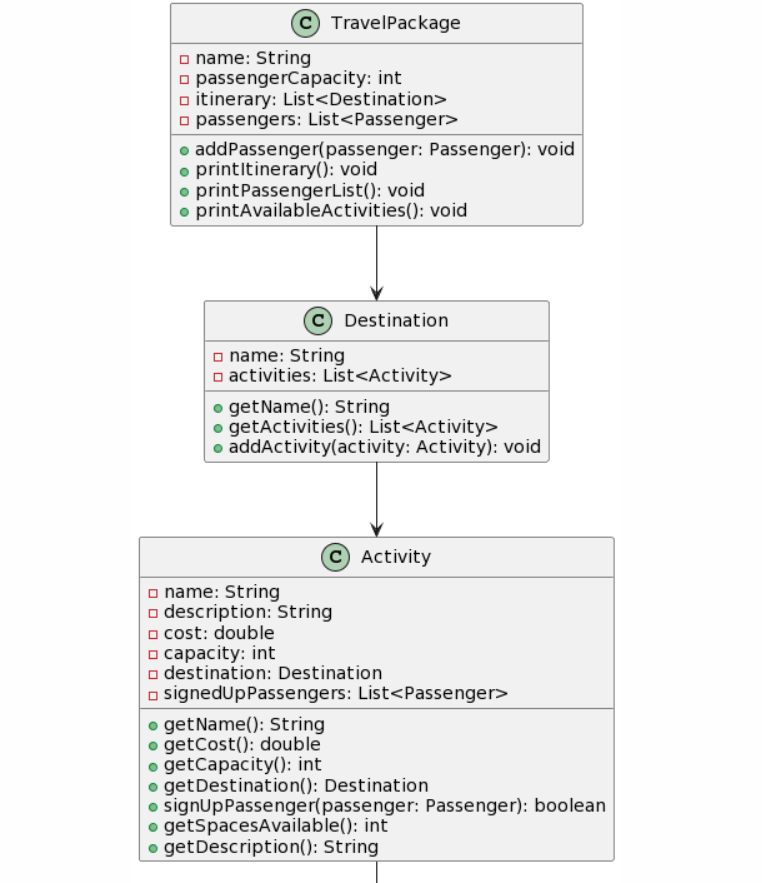 C TravelPackage
name: String
passengerCapacity: int
itinerary: List<Destination>
passengers: List<Passenger>
addPassenger(passenger: Passenger): void
printItinerary(): void
printPassengerList(): void
printAvailableActivities(): void
C Destination
name: String
activities: List<Activity>
getName(): String
getActivities(): List<Activity>
addActivity(activity: Activity): void
C Activity
name: String
description: String
cost: double
capacity: int
destination: Destination
signedUpPassengers: List<Passenger>
getName(): String
getCost(): double
getCapacity(): int
getDestination(): Destination
signUpPassenger(passenger: Passenger): boolean
getSpacesAvailable(): int
getDescription(): String